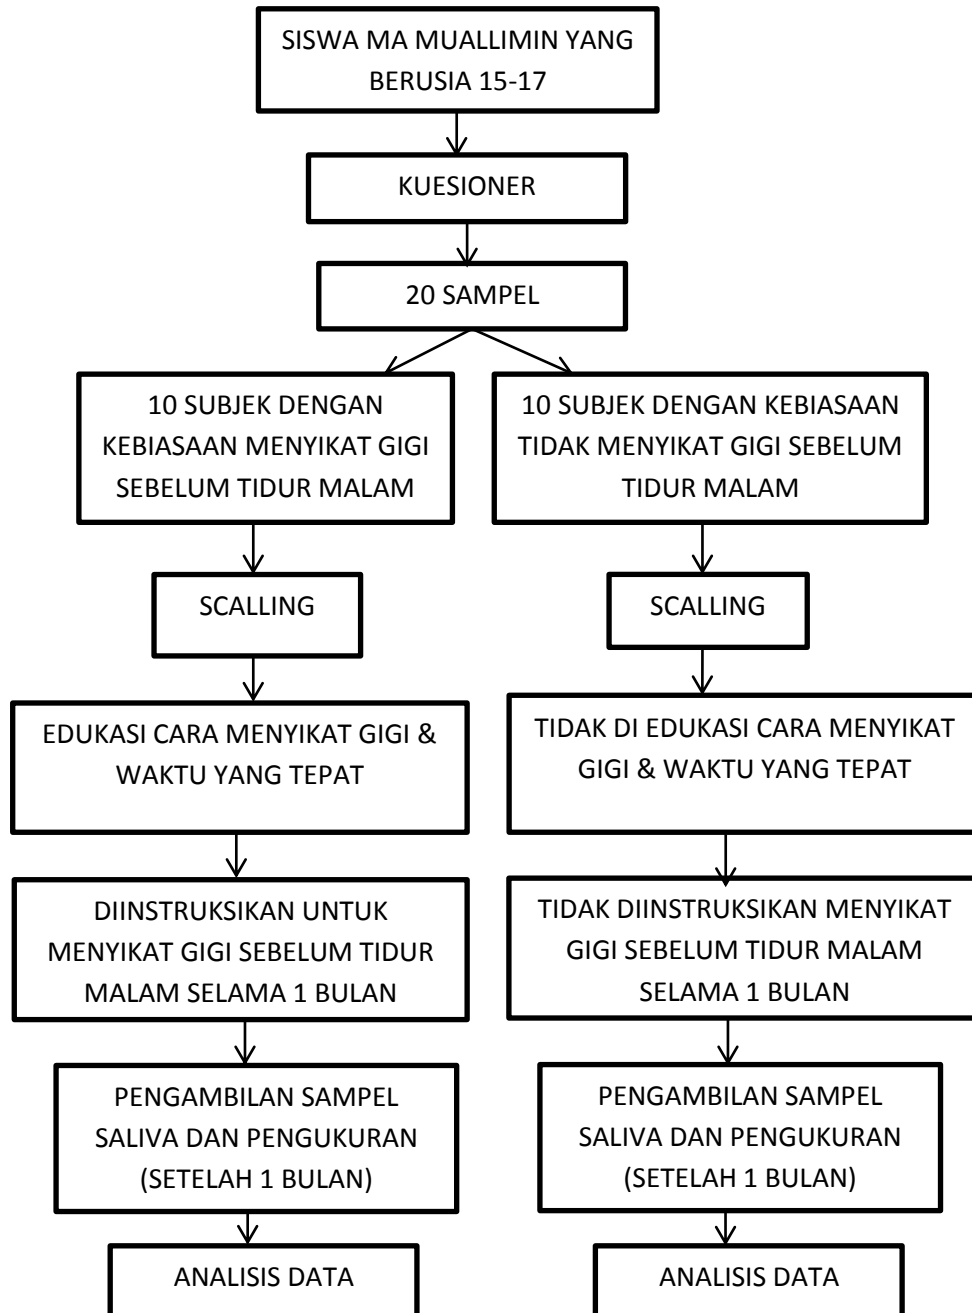 SISWA MA MUALLIMIN YANG
BERUSIA 15-17
KUESIONER
20 SAMPEL
10 SUBJEK DENGAN
KEBIASAAN MENYIKAT GIGI
SEBELUM TIDUR MALAM
10 SUBJEK DENGAN KEBIASAAN
TIDAK MENYIKAT GIGI SEBELUM
TIDUR MALAM
SCALLING
SCALLING
EDUKASI CARA MENYIKAT GIGI &
WAKTU YANG TEPAT
TIDAK DI EDUKASI CARA MENYIKAT
GIGI & WAKTU YANG TEPAT
DIINSTRUKSIKAN UNTUK
MENYIKAT GIGI SEBELUM TIDUR
MALAM SELAMA 1 BULAN
TIDAK DIINSTRUKSIKAN MENYIKAT
GIGI SEBELUM TIDUR MALAM
SELAMA 1 BULAN
PENGAMBILAN SAMPEL
SALIVA DAN PENGUKURAN
(SETELAH 1 BULAN)
PENGAMBILAN SAMPEL
SALIVA DAN PENGUKURAN
(SETELAH 1 BULAN)
ANALISIS DATA
ANALISIS DATA